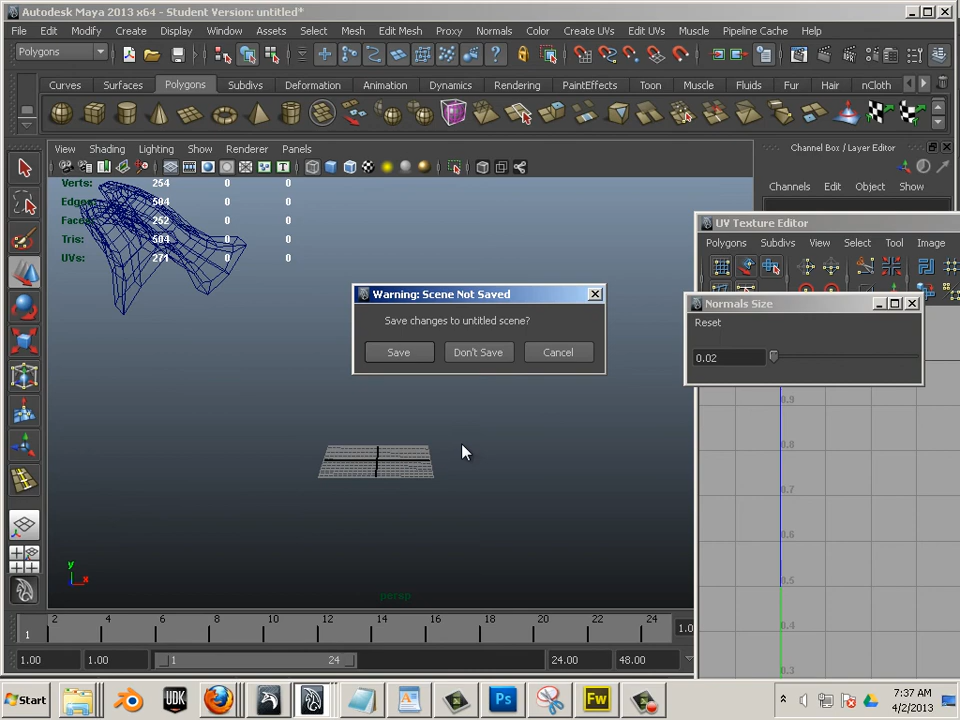 Autodesk Maya 2013 x64 - Student Version: untitled*
File Edit Modify Create Display Window Assets Select Mesh Edit Mesh Proxy Normals Color Create UVs Edit UVs Muscle Pipeline Cache Help
Polygons
Curves Surfaces Polygons Subdivs Deformation Animation Dynamics Rendering PaintEffects Toon Muscle Fluids Fur Hair nCloth
View Shading Lighting Show Renderer Panels
Channel Box / Layer Editor
Channels Edit Object Show
Verts: 254 0 0
Edges: 504 0 0
Faces: 252 0 0
Tris: 504 0 0
UVs: 271 0 0
UV Texture Editor
Polygons Subdivs View Select Tool Image
Warning: Scene Not Saved
Save changes to untitled scene?
Save Don't Save Cancel
Normals Size
Reset
0.02
0.9
0.8
0.7
0.6
0.5
0.4
0.3
y
x
persp
2 4 6 8 10 12 14 16 18 20 22 24
1
1.0
1.00 1.00 1 24 24.00 48.00
Start
UDK
Ps
Fw
7:37 AM
4/2/2013